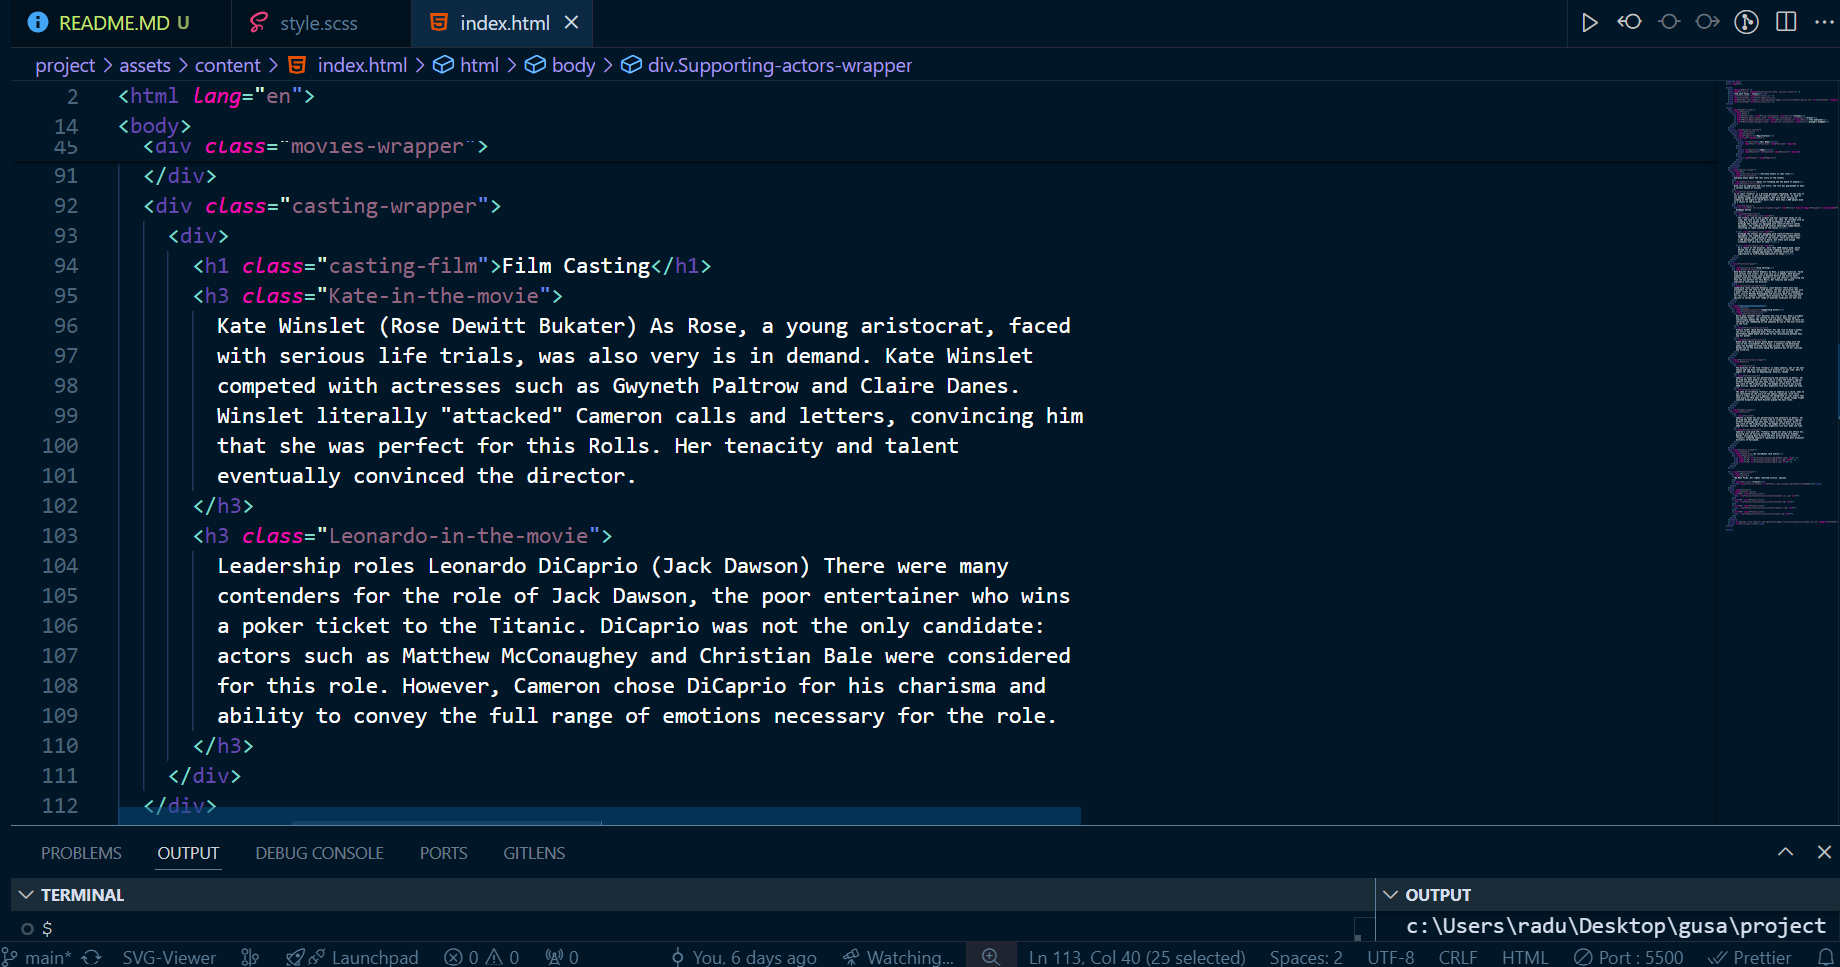 README.MD U
style.scss
index.html
project > assets > content > index.html > html > body > div.Supporting-actors-wrapper
2 <html lang="en">
14 <body>
45 <div class="movies-wrapper">
91 </div>
92 <div class="casting-wrapper">
93 <div>
94 <h1 class="casting-film">Film Casting</h1>
95 <h3 class="Kate-in-the-movie">
96 Kate Winslet (Rose Dewitt Bukater) As Rose, a young aristocrat, faced
97 with serious life trials, was also very is in demand. Kate Winslet
98 competed with actresses such as Gwyneth Paltrow and Claire Danes.
99 Winslet literally "attacked" Cameron calls and letters, convincing him
100 that she was perfect for this Rolls. Her tenacity and talent
101 eventually convinced the director.
102 </h3>
103 <h3 class="Leonardo-in-the-movie">
104 Leadership roles Leonardo DiCaprio (Jack Dawson) There were many
105 contenders for the role of Jack Dawson, the poor entertainer who wins
106 a poker ticket to the Titanic. DiCaprio was not the only candidate:
107 actors such as Matthew McConaughey and Christian Bale were considered
108 for this role. However, Cameron chose DiCaprio for his charisma and
109 ability to convey the full range of emotions necessary for the role.
110 </h3>
111 </div>
112 </div>
PROBLEMS OUTPUT DEBUG CONSOLE PORTS GITLENS
TERMINAL
OUTPUT
$
c:\Users\radu\Desktop\gusa\project
main* SVG-Viewer Launchpad 0 0 0 You, 6 days ago Watching... Ln 113, Col 40 (25 selected) Spaces: 2 UTF-8 CRLF HTML Port : 5500 Prettier